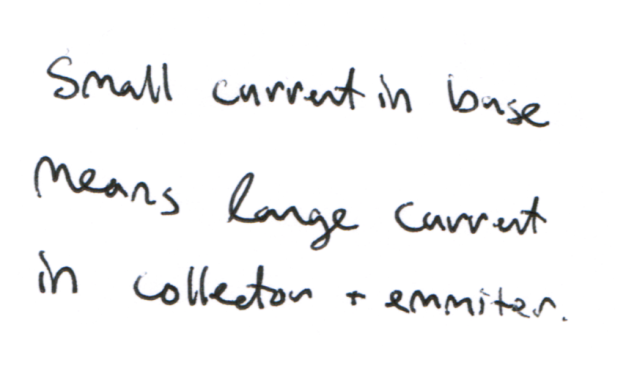 Small current in base
means large current
in collector + emmiter.